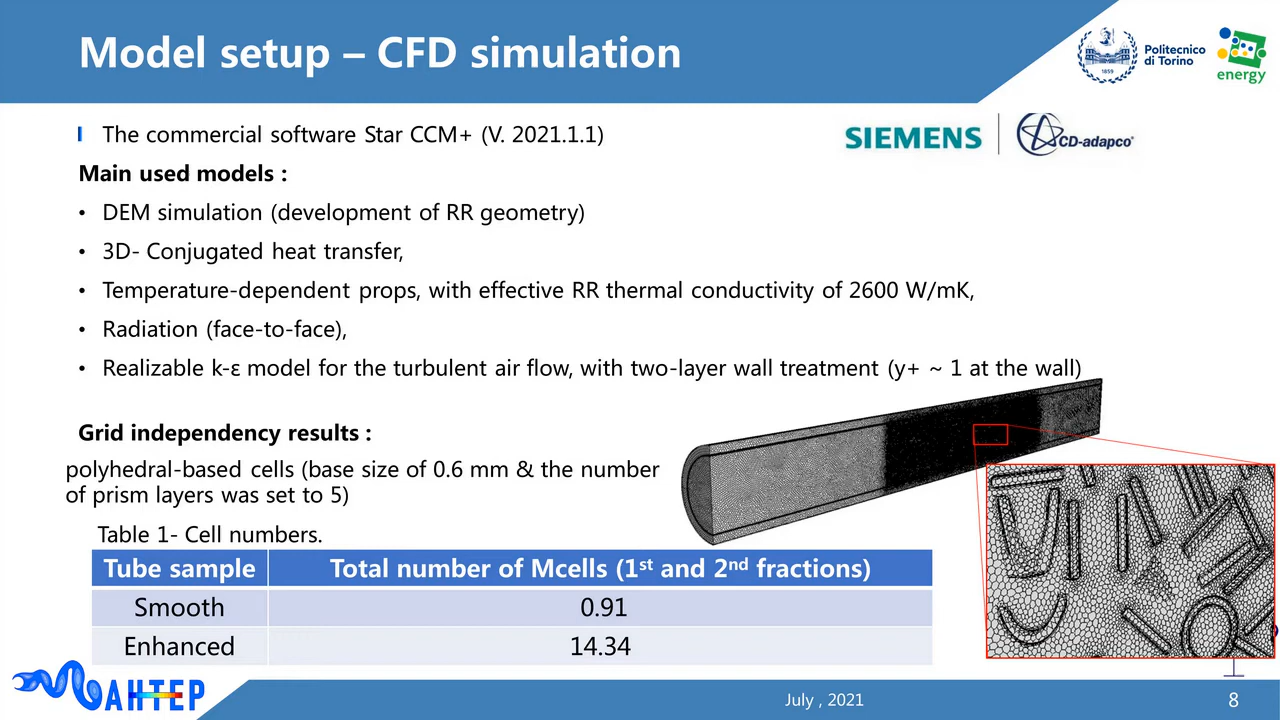 Model setup – CFD simulation
1859
Politecnico
di Torino
energy
The commercial software Star CCM+ (V. 2021.1.1)
SIEMENS
CD-adapco
Main used models :
• DEM simulation (development of RR geometry)
• 3D- Conjugated heat transfer,
• Temperature-dependent props, with effective RR thermal conductivity of 2600 W/mK,
• Radiation (face-to-face),
• Realizable k-ε model for the turbulent air flow, with two-layer wall treatment (y+ ~ 1 at the wall)
Grid independency results :
polyhedral-based cells (base size of 0.6 mm & the number
of prism layers was set to 5)
Table 1- Cell numbers.
Tube sample Total number of Mcells (1st and 2nd fractions)
Smooth 0.91
Enhanced 14.34
MAHTEP
July , 2021
8